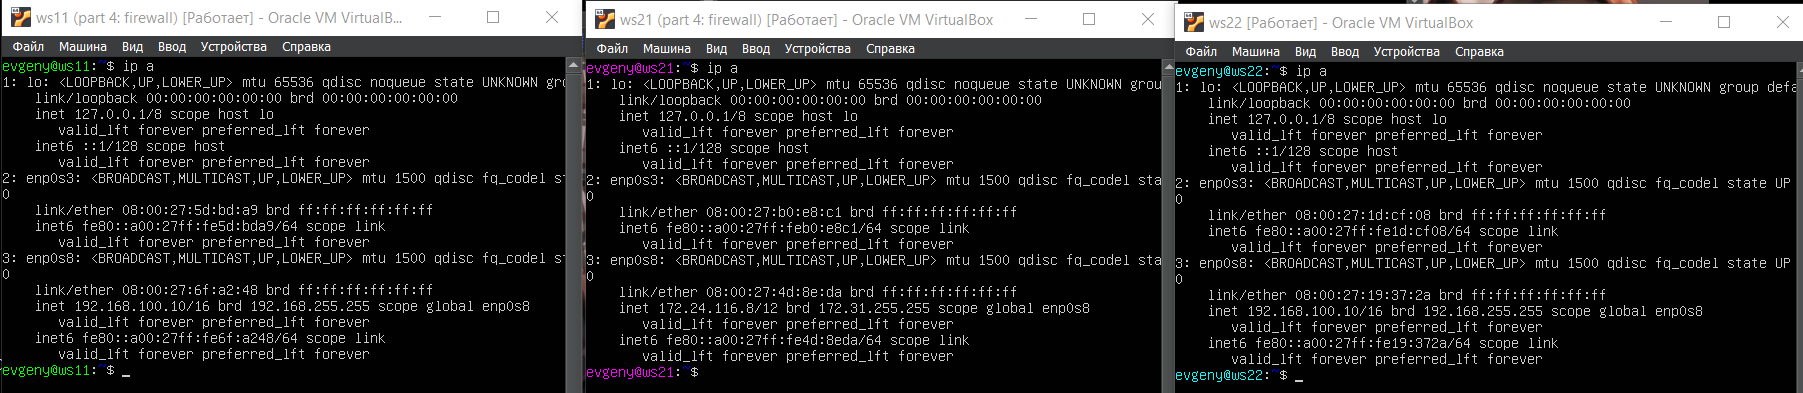 ws11 (part 4: firewall) [Работает] - Oracle VM VirtualB...
Файл Машина Вид Ввод Устройства Справка
evgeny@ws11:~$ ip a
1: lo: <LOOPBACK,UP,LOWER_UP> mtu 65536 qdisc noqueue state UNKNOWN group
    link/loopback 00:00:00:00:00:00 brd 00:00:00:00:00:00
    inet 127.0.0.1/8 scope host lo
       valid_lft forever preferred_lft forever
    inet6 ::1/128 scope host
       valid_lft forever preferred_lft forever
2: enp0s3: <BROADCAST,MULTICAST,UP,LOWER_UP> mtu 1500 qdisc fq_codel st
0
    link/ether 08:00:27:5d:bd:a9 brd ff:ff:ff:ff:ff:ff
    inet6 fe80::a00:27ff:fe5d:bda9/64 scope link
       valid_lft forever preferred_lft forever
3: enp0s8: <BROADCAST,MULTICAST,UP,LOWER_UP> mtu 1500 qdisc fq_codel st
0
    link/ether 08:00:27:6f:a2:48 brd ff:ff:ff:ff:ff:ff
    inet 192.168.100.10/16 brd 192.168.255.255 scope global enp0s8
       valid_lft forever preferred_lft forever
    inet6 fe80::a00:27ff:fe6f:a248/64 scope link
       valid_lft forever preferred_lft forever
evgeny@ws11:~$ _
ws21 (part 4: firewall) [Работает] - Oracle VM VirtualBox
Файл Машина Вид Ввод Устройства Справка
evgeny@ws21:~$ ip a
1: lo: <LOOPBACK,UP,LOWER_UP> mtu 65536 qdisc noqueue state UNKNOWN grou
    link/loopback 00:00:00:00:00:00 brd 00:00:00:00:00:00
    inet 127.0.0.1/8 scope host lo
       valid_lft forever preferred_lft forever
    inet6 ::1/128 scope host
       valid_lft forever preferred_lft forever
2: enp0s3: <BROADCAST,MULTICAST,UP,LOWER_UP> mtu 1500 qdisc fq_codel sta
0
    link/ether 08:00:27:b0:e8:c1 brd ff:ff:ff:ff:ff:ff
    inet6 fe80::a00:27ff:feb0:e8c1/64 scope link
       valid_lft forever preferred_lft forever
3: enp0s8: <BROADCAST,MULTICAST,UP,LOWER_UP> mtu 1500 qdisc fq_codel sta
0
    link/ether 08:00:27:4d:8e:da brd ff:ff:ff:ff:ff:ff
    inet 172.24.116.8/12 brd 172.31.255.255 scope global enp0s8
       valid_lft forever preferred_lft forever
    inet6 fe80::a00:27ff:fe4d:8eda/64 scope link
       valid_lft forever preferred_lft forever
evgeny@ws21:~$
ws22 [Работает] - Oracle VM VirtualBox
Файл Машина Вид Ввод Устройства Справка
evgeny@ws22:~$ ip a
1: lo: <LOOPBACK,UP,LOWER_UP> mtu 65536 qdisc noqueue state UNKNOWN group defa
    link/loopback 00:00:00:00:00:00 brd 00:00:00:00:00:00
    inet 127.0.0.1/8 scope host lo
       valid_lft forever preferred_lft forever
    inet6 ::1/128 scope host
       valid_lft forever preferred_lft forever
2: enp0s3: <BROADCAST,MULTICAST,UP,LOWER_UP> mtu 1500 qdisc fq_codel state UP
0
    link/ether 08:00:27:1d:cf:08 brd ff:ff:ff:ff:ff:ff
    inet6 fe80::a00:27ff:fe1d:cf08/64 scope link
       valid_lft forever preferred_lft forever
3: enp0s8: <BROADCAST,MULTICAST,UP,LOWER_UP> mtu 1500 qdisc fq_codel state UP
0
    link/ether 08:00:27:19:37:2a brd ff:ff:ff:ff:ff:ff
    inet 192.168.100.10/16 brd 192.168.255.255 scope global enp0s8
       valid_lft forever preferred_lft forever
    inet6 fe80::a00:27ff:fe19:372a/64 scope link
       valid_lft forever preferred_lft forever
evgeny@ws22:~$ _